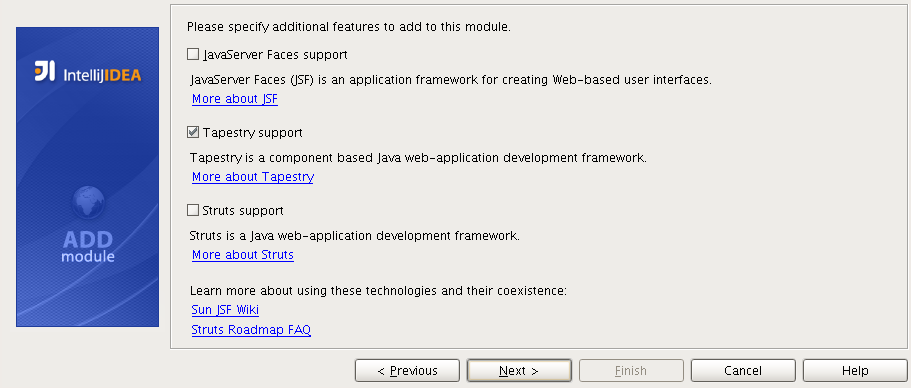 Please specify additional features to add to this module.
JavaServer Faces support
JavaServer Faces (JSF) is an application framework for creating Web-based user interfaces.
More about JSF
Tapestry support
Tapestry is a component based Java web-application development framework.
More about Tapestry
Struts support
Struts is a Java web-application development framework.
More about Struts
Learn more about using these technologies and their coexistence:
Sun JSF Wiki
Struts Roadmap FAQ
IntelliJIDEA
ADD
module
< Previous
Next >
Finish
Cancel
Help